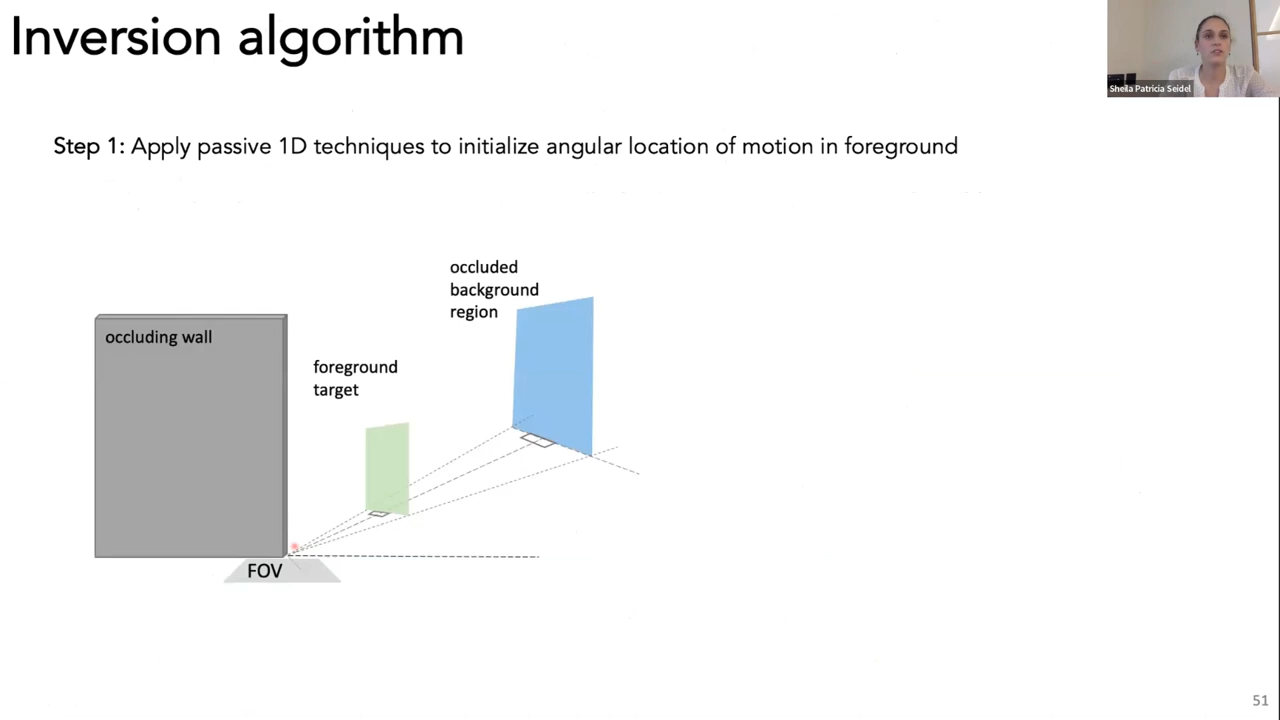 Inversion algorithm
Sheila Patricia Seidel
Step 1: Apply passive 1D techniques to initialize angular location of motion in foreground
occluded
background
region
occluding wall
foreground
target
FOV
51